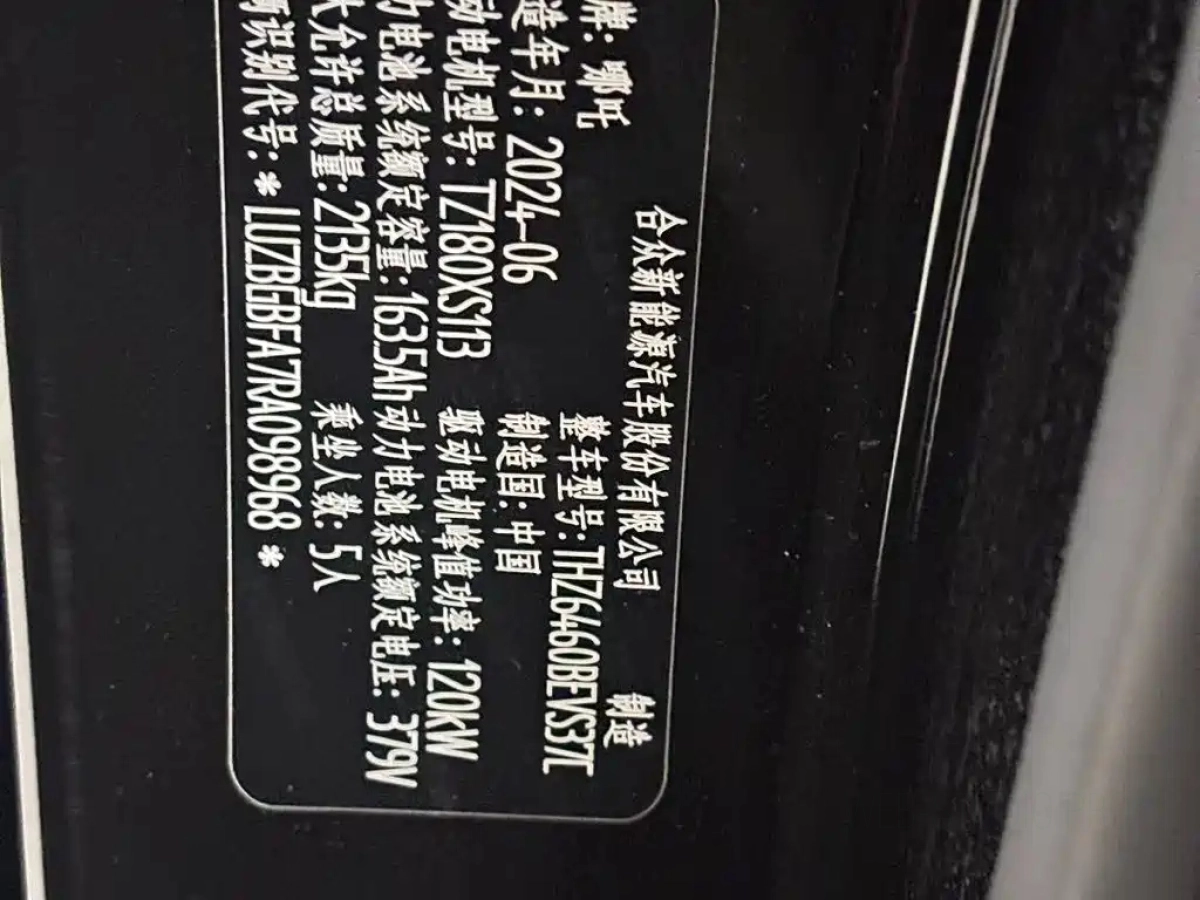 合众新能源汽车股份有限公司 制造
牌: 哪吒 整车型号: THZ6460BEVS37C
造年月: 2024-06 制造国: 中国
动电机型号: TZ180XS113 驱动电机峰值功率: 120kW
力电池系统额定容量: 163.5Ah 动力电池系统额定电压: 379V
大允许总质量: 2135kg 乘坐人数: 5人
识别代号: *LUZBGBFA7RA098968*